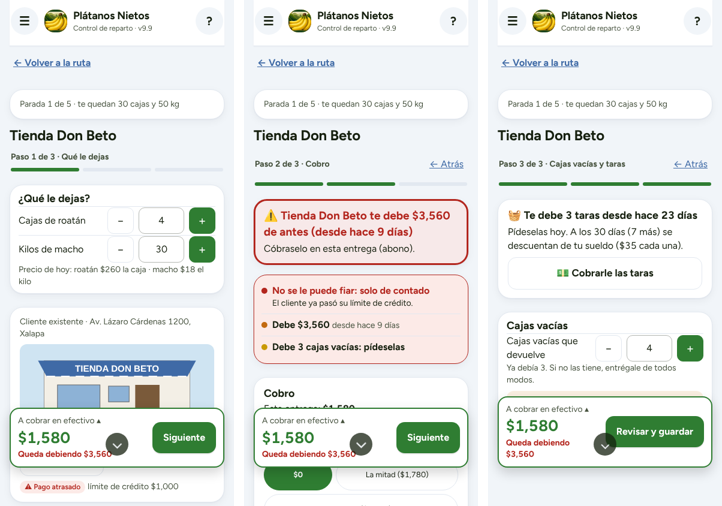 ☰ Plátanos Nietos ?
Control de reparto · v9.9
← Volver a la ruta
Parada 1 de 5 · te quedan 30 cajas y 50 kg
Tienda Don Beto
Paso 1 de 3 · Qué le dejas
¿Qué le dejas?
Cajas de roatán − 4 +
Kilos de macho − 30 +
Precio de hoy: roatán $260 la caja · macho $18 el
kilo
Cliente existente · Av. Lázaro Cárdenas 1200,
Xalapa
TIENDA DON BETO
A cobrar en efectivo ▴
$1,580
Queda debiendo $3,560
Siguiente
⚠ Pago atrasado límite de crédito $1,000
☰ Plátanos Nietos ?
Control de reparto · v9.9
← Volver a la ruta
Parada 1 de 5 · te quedan 30 cajas y 50 kg
Tienda Don Beto
Paso 2 de 3 · Cobro ← Atrás
⚠️ Tienda Don Beto te debe $3,560
de antes (desde hace 9 días)
Cóbraselo en esta entrega (abono).
No se le puede fiar: solo de contado
El cliente ya pasó su límite de crédito.
Debe $3,560 desde hace 9 días
Debe 3 cajas vacías: pídeselas
Cobro
Esta entrega: $1,580
A cobrar en efectivo ▴
$1,580
Queda debiendo $3,560
Siguiente
$0 La mitad ($1,780)
☰ Plátanos Nietos ?
Control de reparto · v9.9
← Volver a la ruta
Parada 1 de 5 · te quedan 30 cajas y 50 kg
Tienda Don Beto
Paso 3 de 3 · Cajas vacías y taras ← Atrás
🧺 Te debe 3 taras desde hace 23 días
Pídeselas hoy. A los 30 días (7 más) se
descuentan de tu sueldo ($35 cada una).
💵 Cobrarle las taras
Cajas vacías
Cajas vacías que
devuelve − 4 +
Ya debía 3. Si no las tiene, entrégale de todos
modos.
A cobrar en efectivo ▴
$1,580
Queda debiendo
$3,560
Revisar y guardar